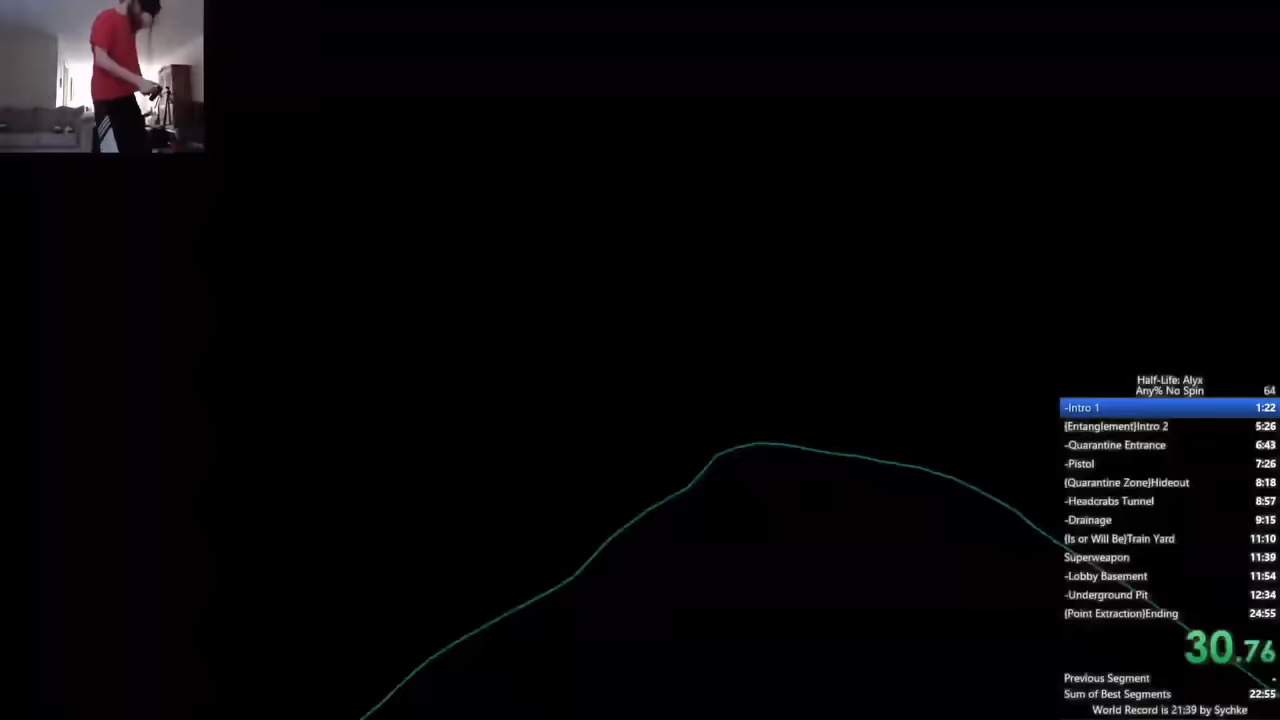 Half-Life: Alyx
Any% No Spin 64
-Intro 1 1:22
{Entanglement}Intro 2 5:26
-Quarantine Entrance 6:43
-Pistol 7:26
{Quarantine Zone}Hideout 8:18
-Headcrabs Tunnel 8:57
-Drainage 9:15
{Is or Will Be}Train Yard 11:10
Superweapon 11:39
-Lobby Basement 11:54
-Underground Pit 12:34
{Point Extraction}Ending 24:55
30.76
Previous Segment -
Sum of Best Segments 22:55
World Record is 21:39 by Sychke